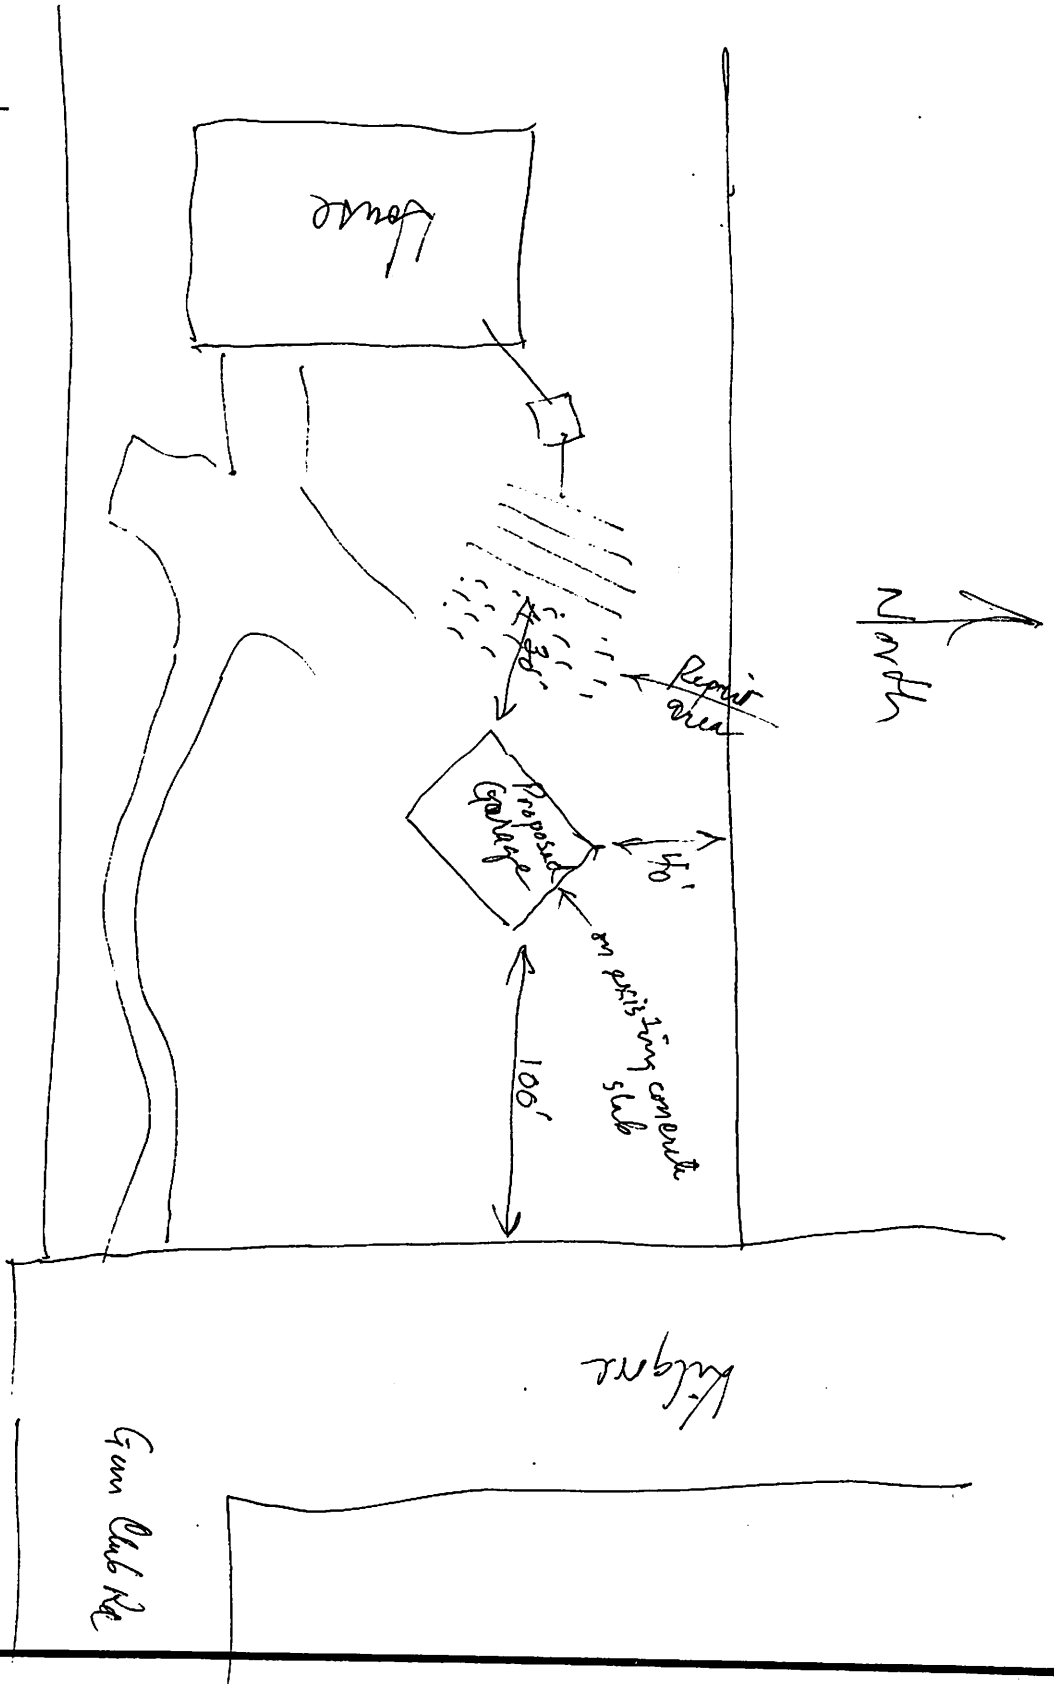 House
North
Repair
area
30'
Proposed
Garage
40'
on existing concrete
slab
100'
Kilgore
Gun Club Rd